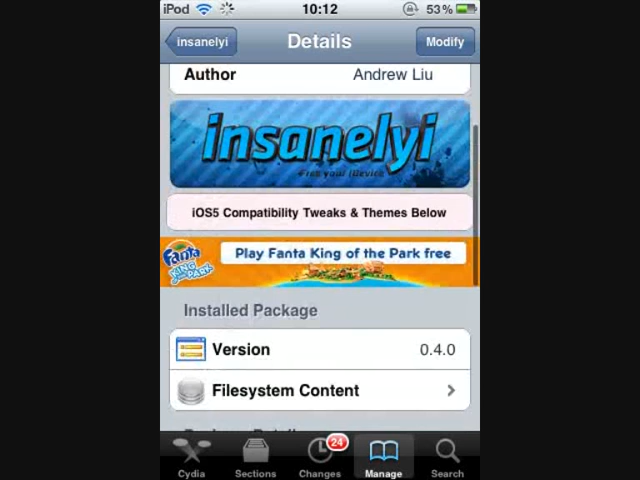 iPod 10:12 53%
insanelyi Details Modify
Author Andrew Liu
insanelyi
Free your iDevice
iOS5 Compatibility Tweaks & Themes Below
Fanta KING of the PARK Play Fanta King of the Park free
Installed Package
Version 0.4.0
Filesystem Content
24
Cydia Sections Changes Manage Search